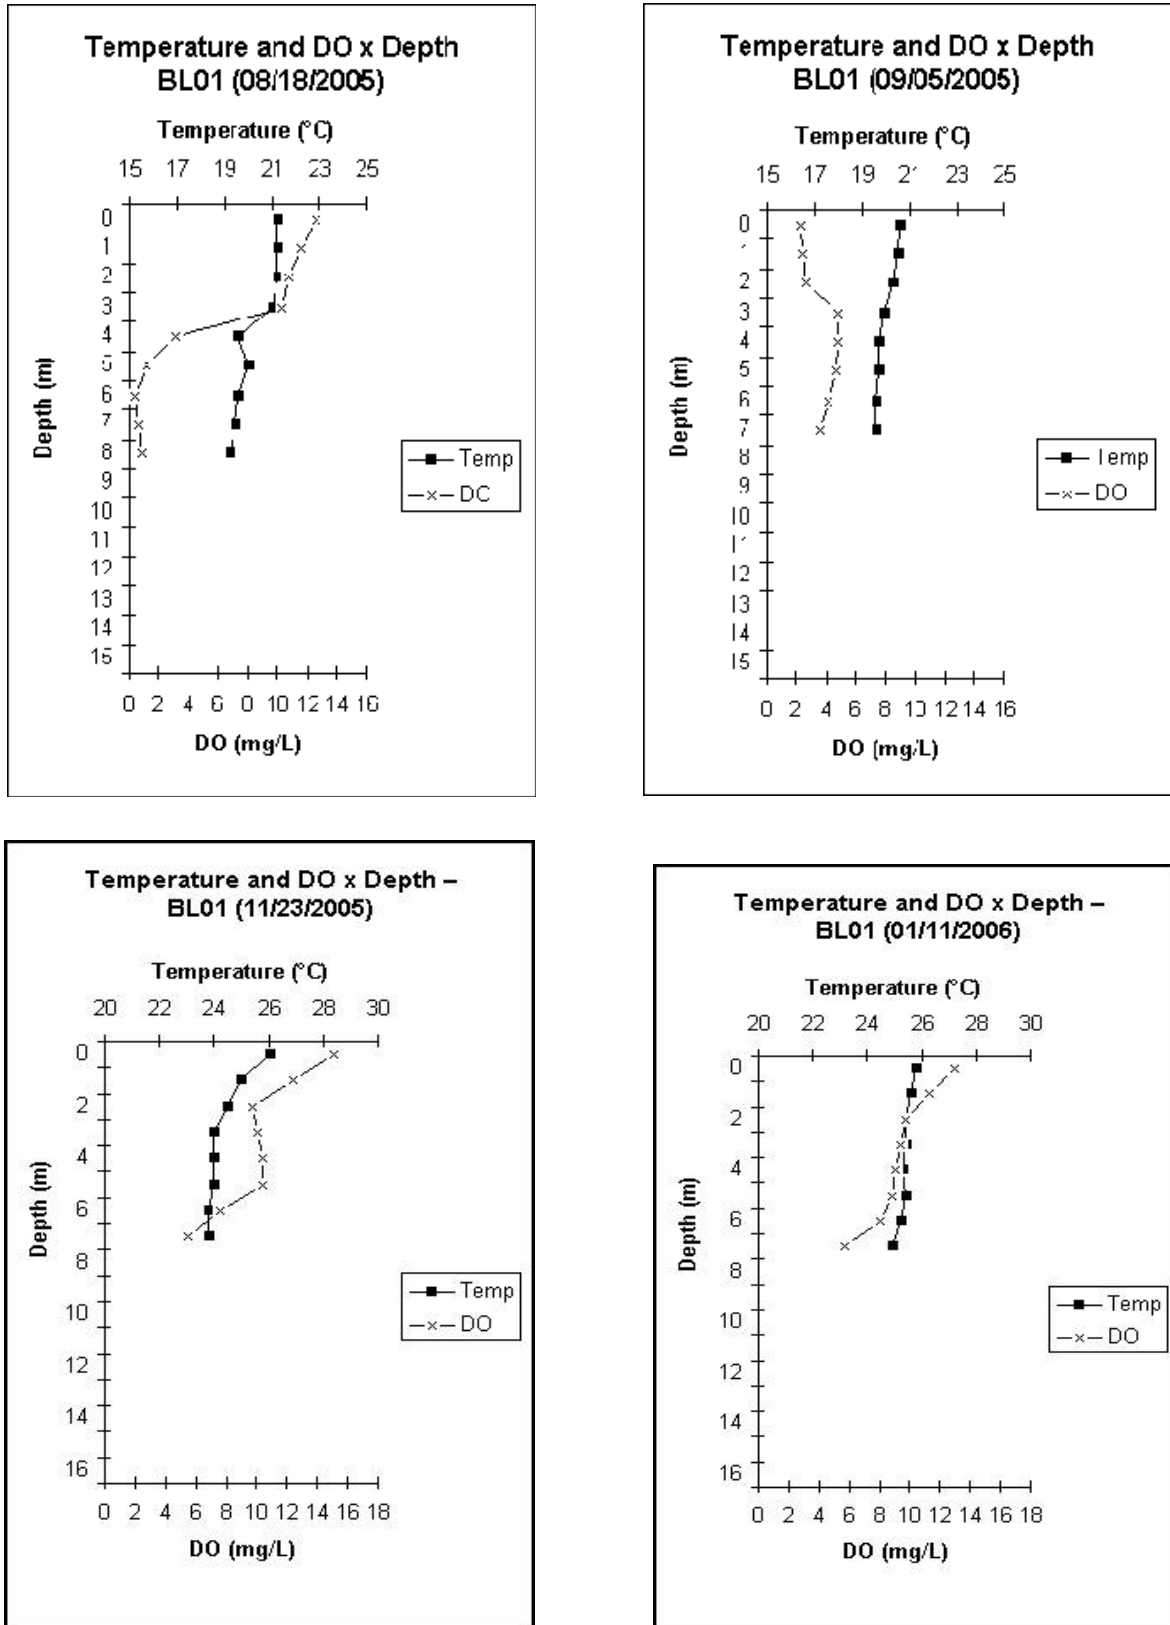 Temperature and DO x Depth
BL01 (08/18/2005)
Temperature (°C)
15 17 19 21 23 25
0
1
2
3
4
5
6
7
8
9
10
11
12
13
14
15
Depth (m)
Temp
DC
0 2 4 6 0 10 12 14 16
DO (mg/L)
Temperature and DO x Depth
BL01 (09/05/2005)
Temperature (°C)
15 17 19 21 23 25
0
1
2
3
4
5
6
7
8
9
10
11
12
13
14
15
Depth (m)
Temp
DO
0 2 4 6 8 10 12 14 16
DO (mg/L)
Temperature and DO x Depth –
BL01 (11/23/2005)
Temperature (°C)
20 22 24 26 28 30
0
2
4
6
8
10
12
14
16
Depth (m)
Temp
DO
0 2 4 6 8 10 12 14 16 18
DO (mg/L)
Temperature and DO x Depth –
BL01 (01/11/2006)
Temperature (°C)
20 22 24 26 28 30
0
2
4
6
8
10
12
14
16
Depth (m)
Temp
DO
0 2 4 6 8 10 12 14 16 18
DO (mg/L)